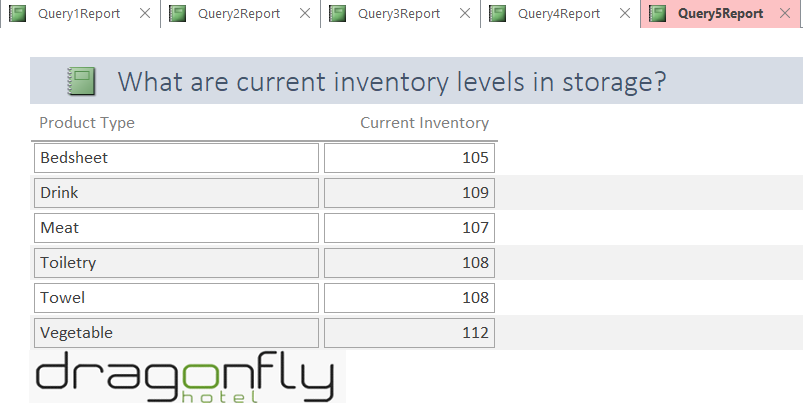 Query1Report Query2Report Query3Report Query4Report Query5Report
What are current inventory levels in storage?
Product Type Current Inventory
Bedsheet 105
Drink 109
Meat 107
Toiletry 108
Towel 108
Vegetable 112
dragonfly
hotel